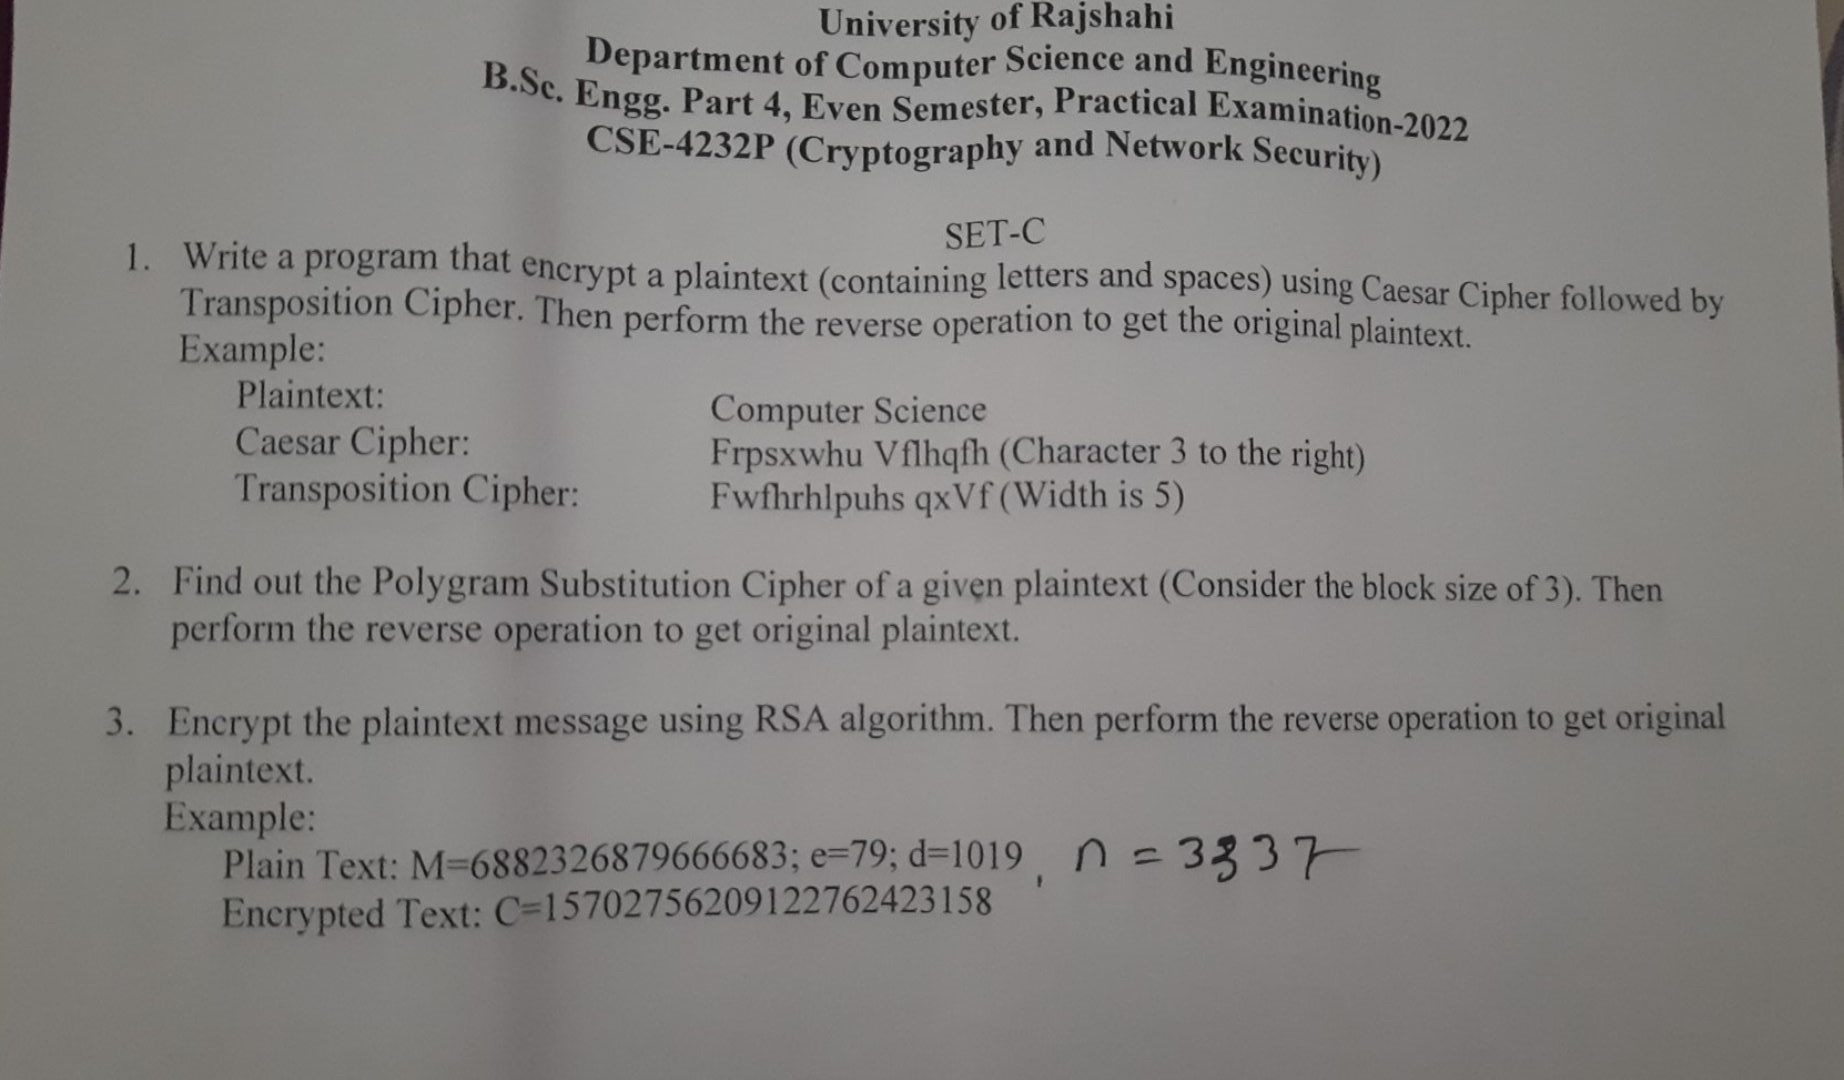 University of Rajshahi
Department of Computer Science and Engineering
B.Sc. Engg. Part 4, Even Semester, Practical Examination-2022
CSE-4232P (Cryptography and Network Security)
SET-C
1. Write a program that encrypt a plaintext (containing letters and spaces) using Caesar Cipher followed by
Transposition Cipher. Then perform the reverse operation to get the original plaintext.
Example:
Plaintext: Computer Science
Caesar Cipher: Frpsxwhu Vflhqfh (Character 3 to the right)
Transposition Cipher: Fwfhrhlpuhs qxVf (Width is 5)
2. Find out the Polygram Substitution Cipher of a given plaintext (Consider the block size of 3). Then
perform the reverse operation to get original plaintext.
3. Encrypt the plaintext message using RSA algorithm. Then perform the reverse operation to get original
plaintext.
Example:
Plain Text: M=6882326879666683; e=79; d=1019, n = 3337
Encrypted Text: C=15702756209122762423158